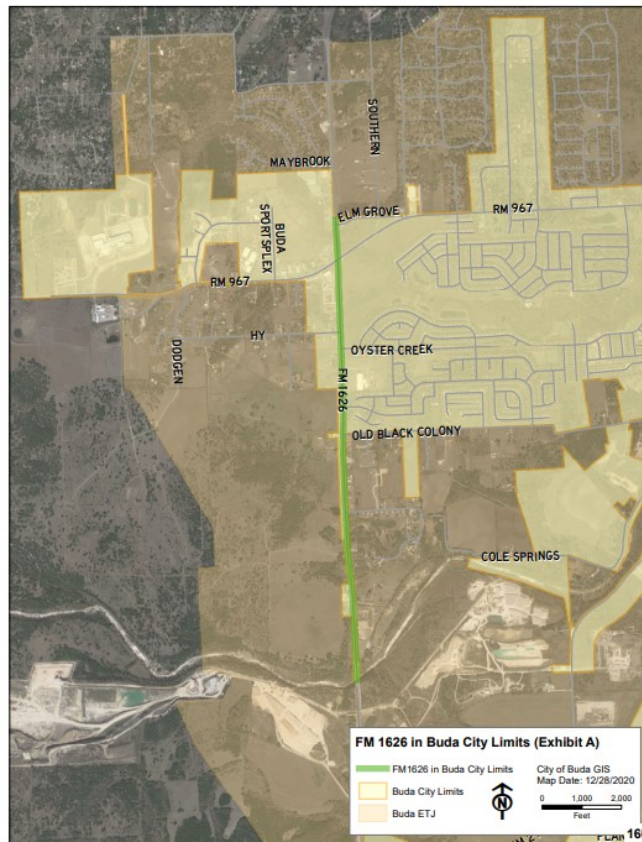 SOUTHERN
MAYBROOK
ELM GROVE
RM 967
BUDA
SPORTSPLEX
RM 967
HY
DODGEN
OYSTER CREEK
FM 1626
OLD BLACK COLONY
COLE SPRINGS
FM 1626 in Buda City Limits (Exhibit A)
FM1626 in Buda City Limits
Buda City Limits
Buda ETJ
N
City of Buda GIS
Map Date: 12/28/2020
0 1,000 2,000
Feet